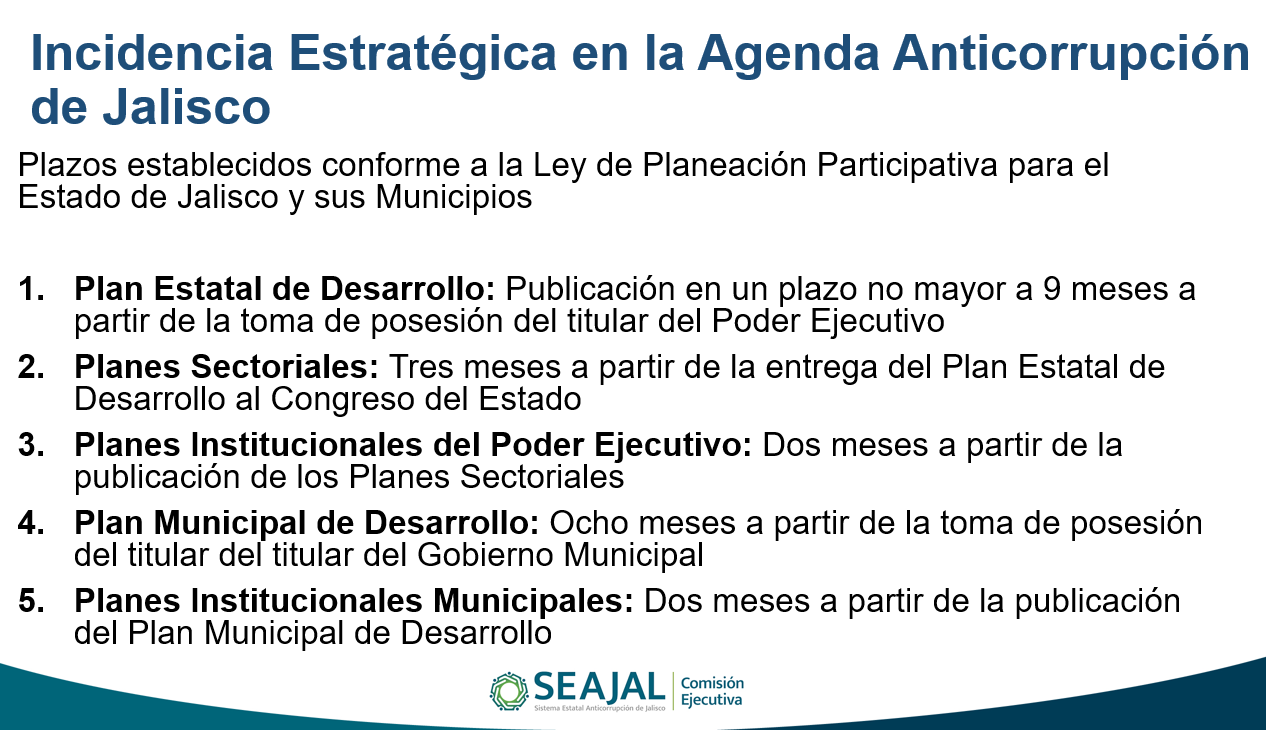 Incidencia Estratégica en la Agenda Anticorrupción
de Jalisco
Plazos establecidos conforme a la Ley de Planeación Participativa para el
Estado de Jalisco y sus Municipios
1. Plan Estatal de Desarrollo: Publicación en un plazo no mayor a 9 meses a
partir de la toma de posesión del titular del Poder Ejecutivo
2. Planes Sectoriales: Tres meses a partir de la entrega del Plan Estatal de
Desarrollo al Congreso del Estado
3. Planes Institucionales del Poder Ejecutivo: Dos meses a partir de la
publicación de los Planes Sectoriales
4. Plan Municipal de Desarrollo: Ocho meses a partir de la toma de posesión
del titular del titular del Gobierno Municipal
5. Planes Institucionales Municipales: Dos meses a partir de la publicación
del Plan Municipal de Desarrollo
SEAJAL
Sistema Estatal Anticorrupción de Jalisco
Comisión
Ejecutiva